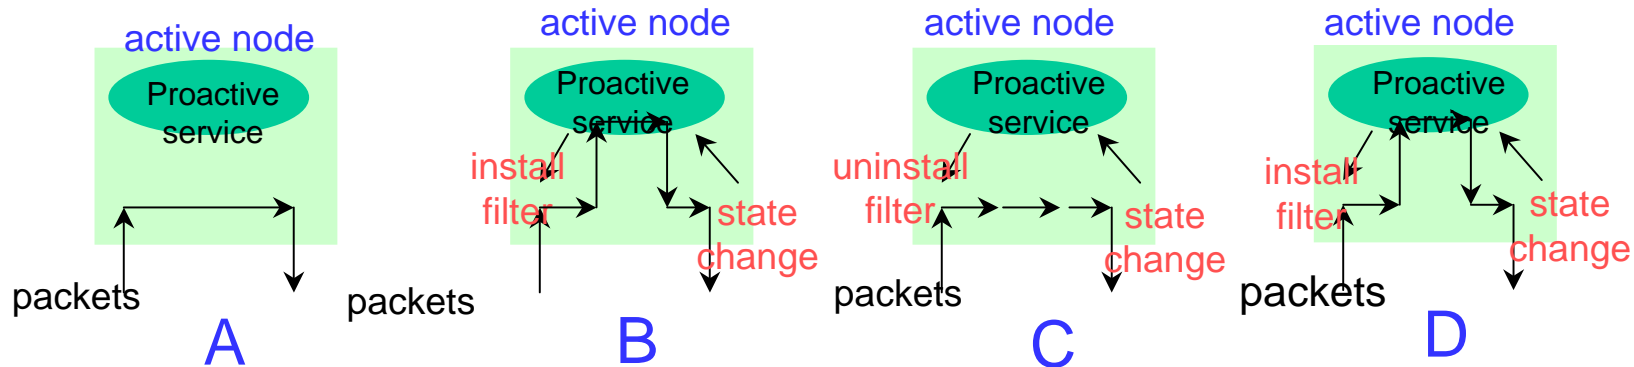 active node
Proactive
service
packets
A
active node
Proactive
service
install
filter
state
change
packets
B
active node
Proactive
service
uninstall
filter
state
change
packets
C
active node
Proactive
service
install
filter
state
change
packets
D